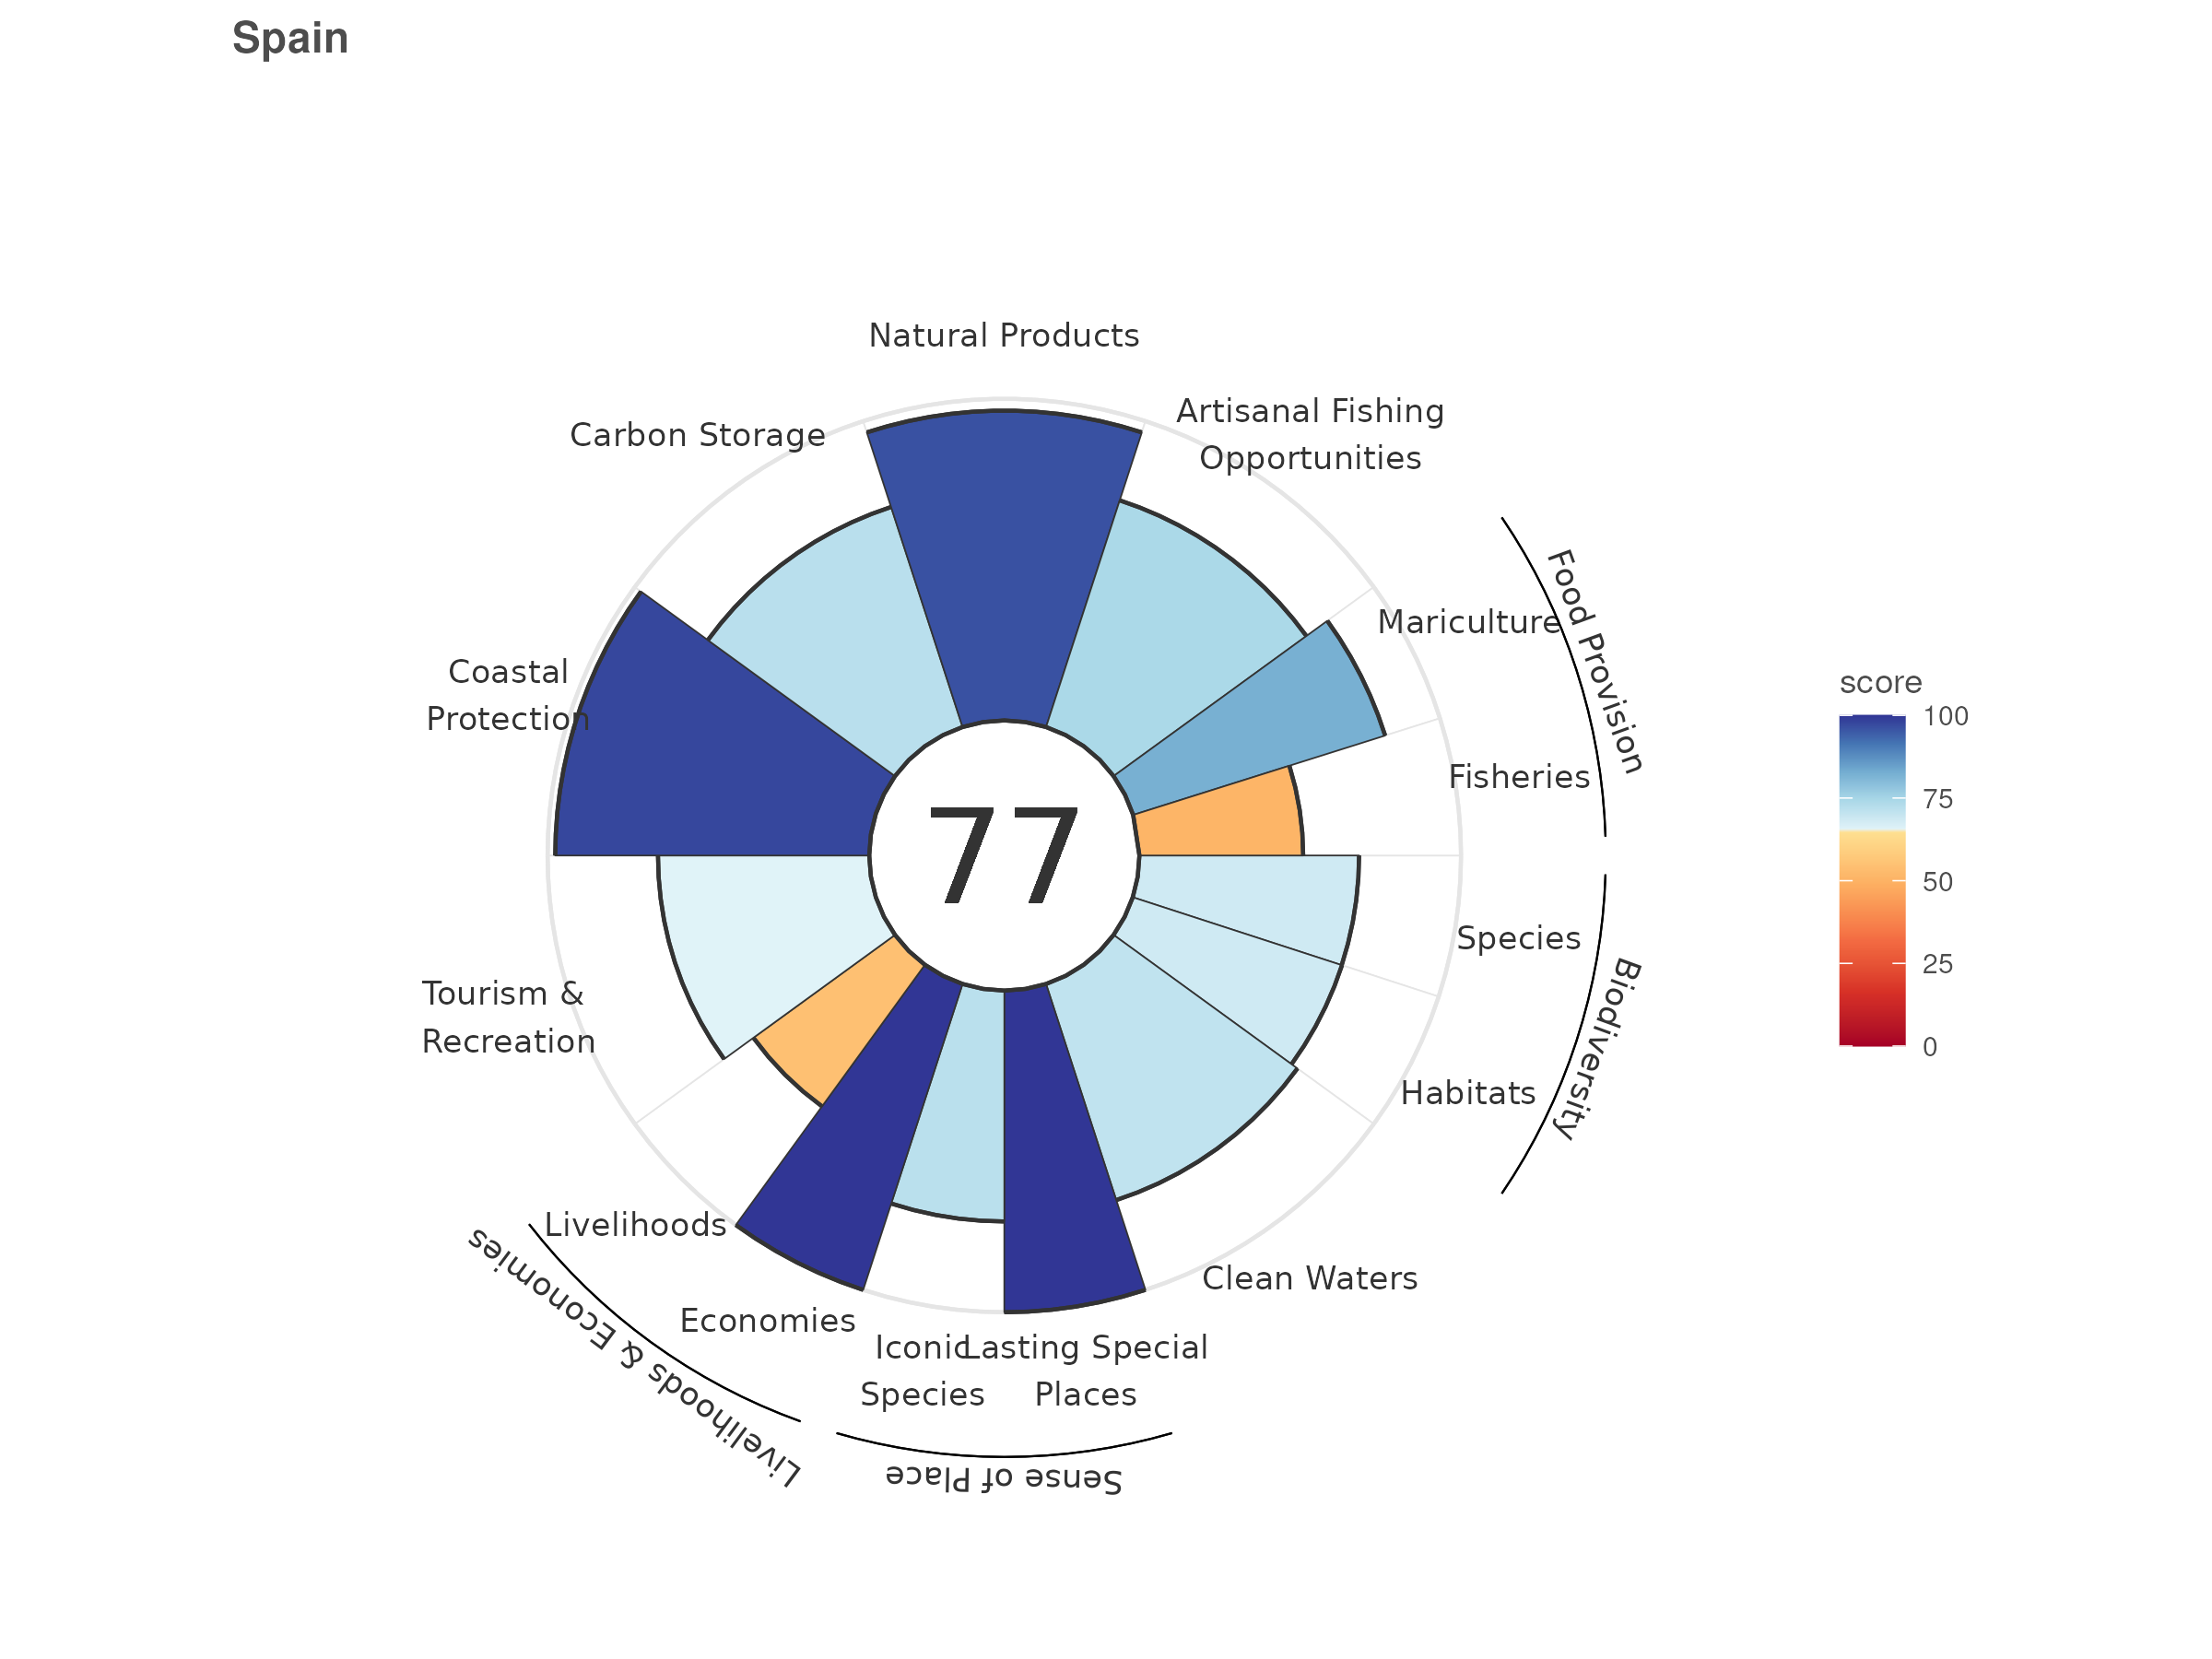 Spain
Natural Products
Artisanal Fishing
Opportunities
Carbon Storage
Mariculture
Food Provision
Coastal
Protection
Fisheries
77
Species
Biodiversity
Tourism &
Recreation
Habitats
Livelihoods
Clean Waters
Economies
Livelihoods & Economies
Iconic
Species
Lasting Special
Places
Sense of Place
score
100
75
50
25
0